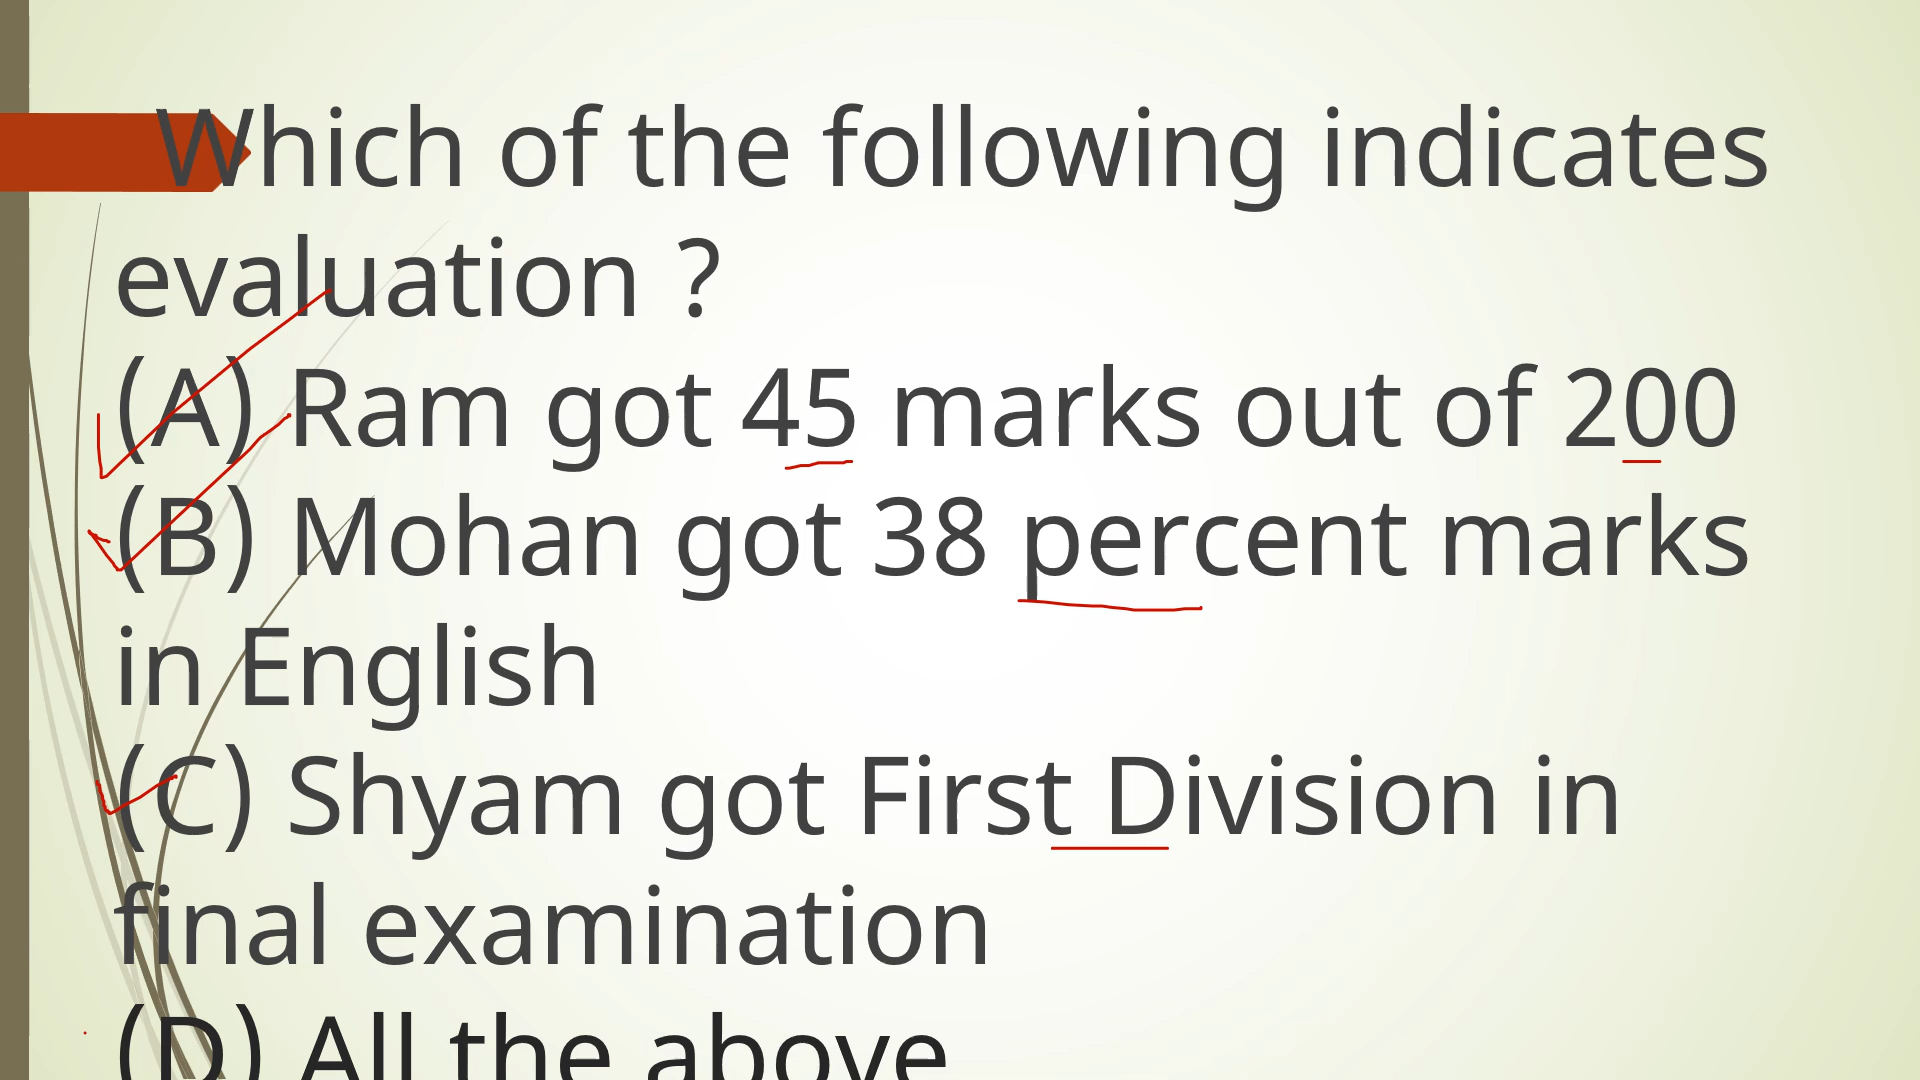 Which of the following indicates
evaluation ?
(A) Ram got 45 marks out of 200
(B) Mohan got 38 percent marks
in English
(C) Shyam got First Division in
final examination
(D) All the above